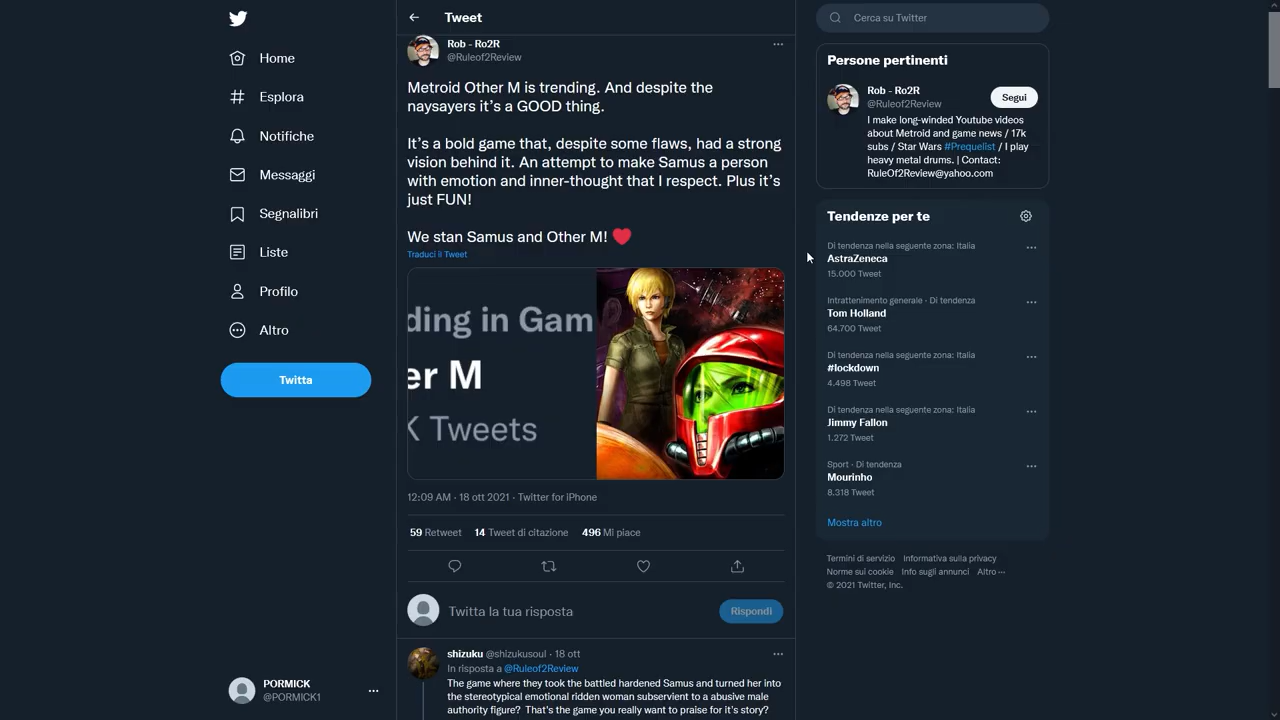 Home
Esplora
Notifiche
Messaggi
Segnalibri
Liste
Profilo
Altro
Twitta
PORMICK
@PORMICK1
Tweet
Rob - Ro2R
@Ruleof2Review
Metroid Other M is trending. And despite the
naysayers it’s a GOOD thing.
It’s a bold game that, despite some flaws, had a strong
vision behind it. An attempt to make Samus a person
with emotion and inner-thought that I respect. Plus it’s
just FUN!
We stan Samus and Other M! ❤️
Traduci il Tweet
ding in Gam
er M
K Tweets
12:09 AM · 18 ott 2021 · Twitter for iPhone
59 Retweet 14 Tweet di citazione 496 Mi piace
Twitta la tua risposta
Rispondi
shizuku @shizukusoul · 18 ott
In risposta a @Ruleof2Review
The game where they took the battled hardened Samus and turned her into
the stereotypical emotional ridden woman subservient to a abusive male
authority figure? That's the game you really want to praise for it's story?
Cerca su Twitter
Persone pertinenti
Rob - Ro2R
@Ruleof2Review
Segui
I make long-winded Youtube videos
about Metroid and game news / 17k
subs / Star Wars #Prequelist / I play
heavy metal drums. | Contact:
RuleOf2Review@yahoo.com
Tendenze per te
Di tendenza nella seguente zona: Italia
AstraZeneca
15.000 Tweet
Intrattenimento generale · Di tendenza
Tom Holland
64.700 Tweet
Di tendenza nella seguente zona: Italia
#lockdown
4.498 Tweet
Di tendenza nella seguente zona: Italia
Jimmy Fallon
1.272 Tweet
Sport · Di tendenza
Mourinho
8.318 Tweet
Mostra altro
Termini di servizio Informativa sulla privacy
Norme sui cookie Info sugli annunci Altro ···
© 2021 Twitter, Inc.